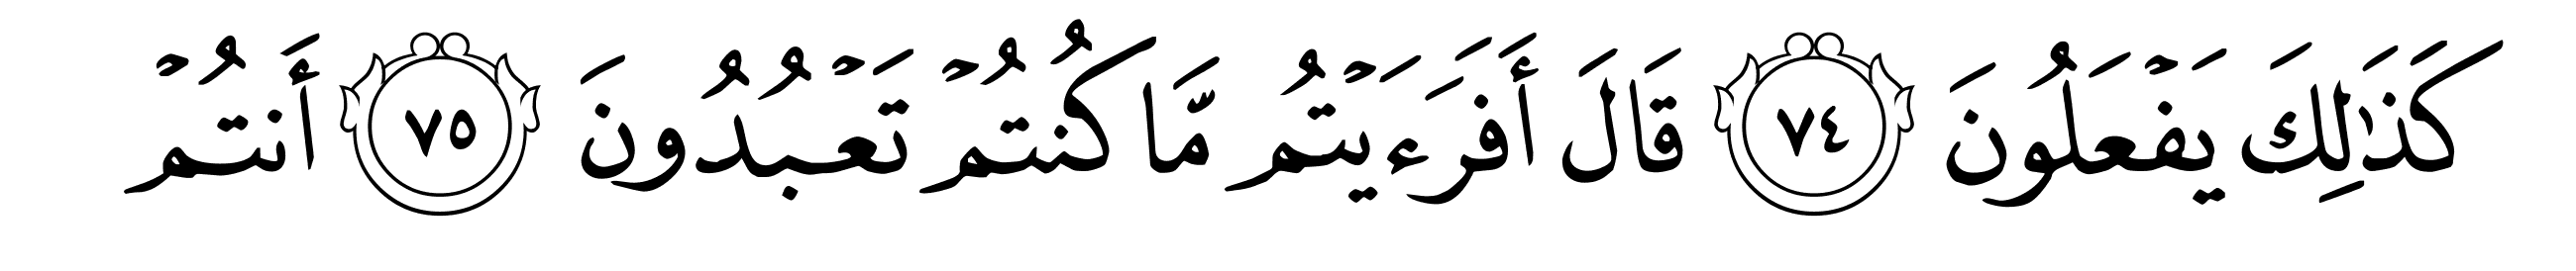 كَذَٰلِكَ يَفْعَلُونَ ٧٤ قَالَ أَفَرَءَيْتُم مَّا كُنتُمْ تَعْبُدُونَ ٧٥ أَنتُمْ